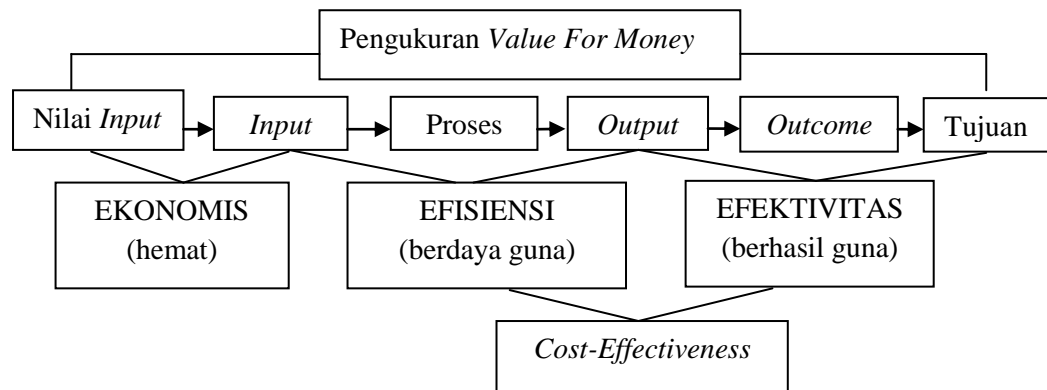 Pengukuran Value For Money
Nilai Input
Input
Proses
Output
Outcome
Tujuan
EKONOMIS
(hemat)
EFISIENSI
(berdaya guna)
EFEKTIVITAS
(berhasil guna)
Cost-Effectiveness